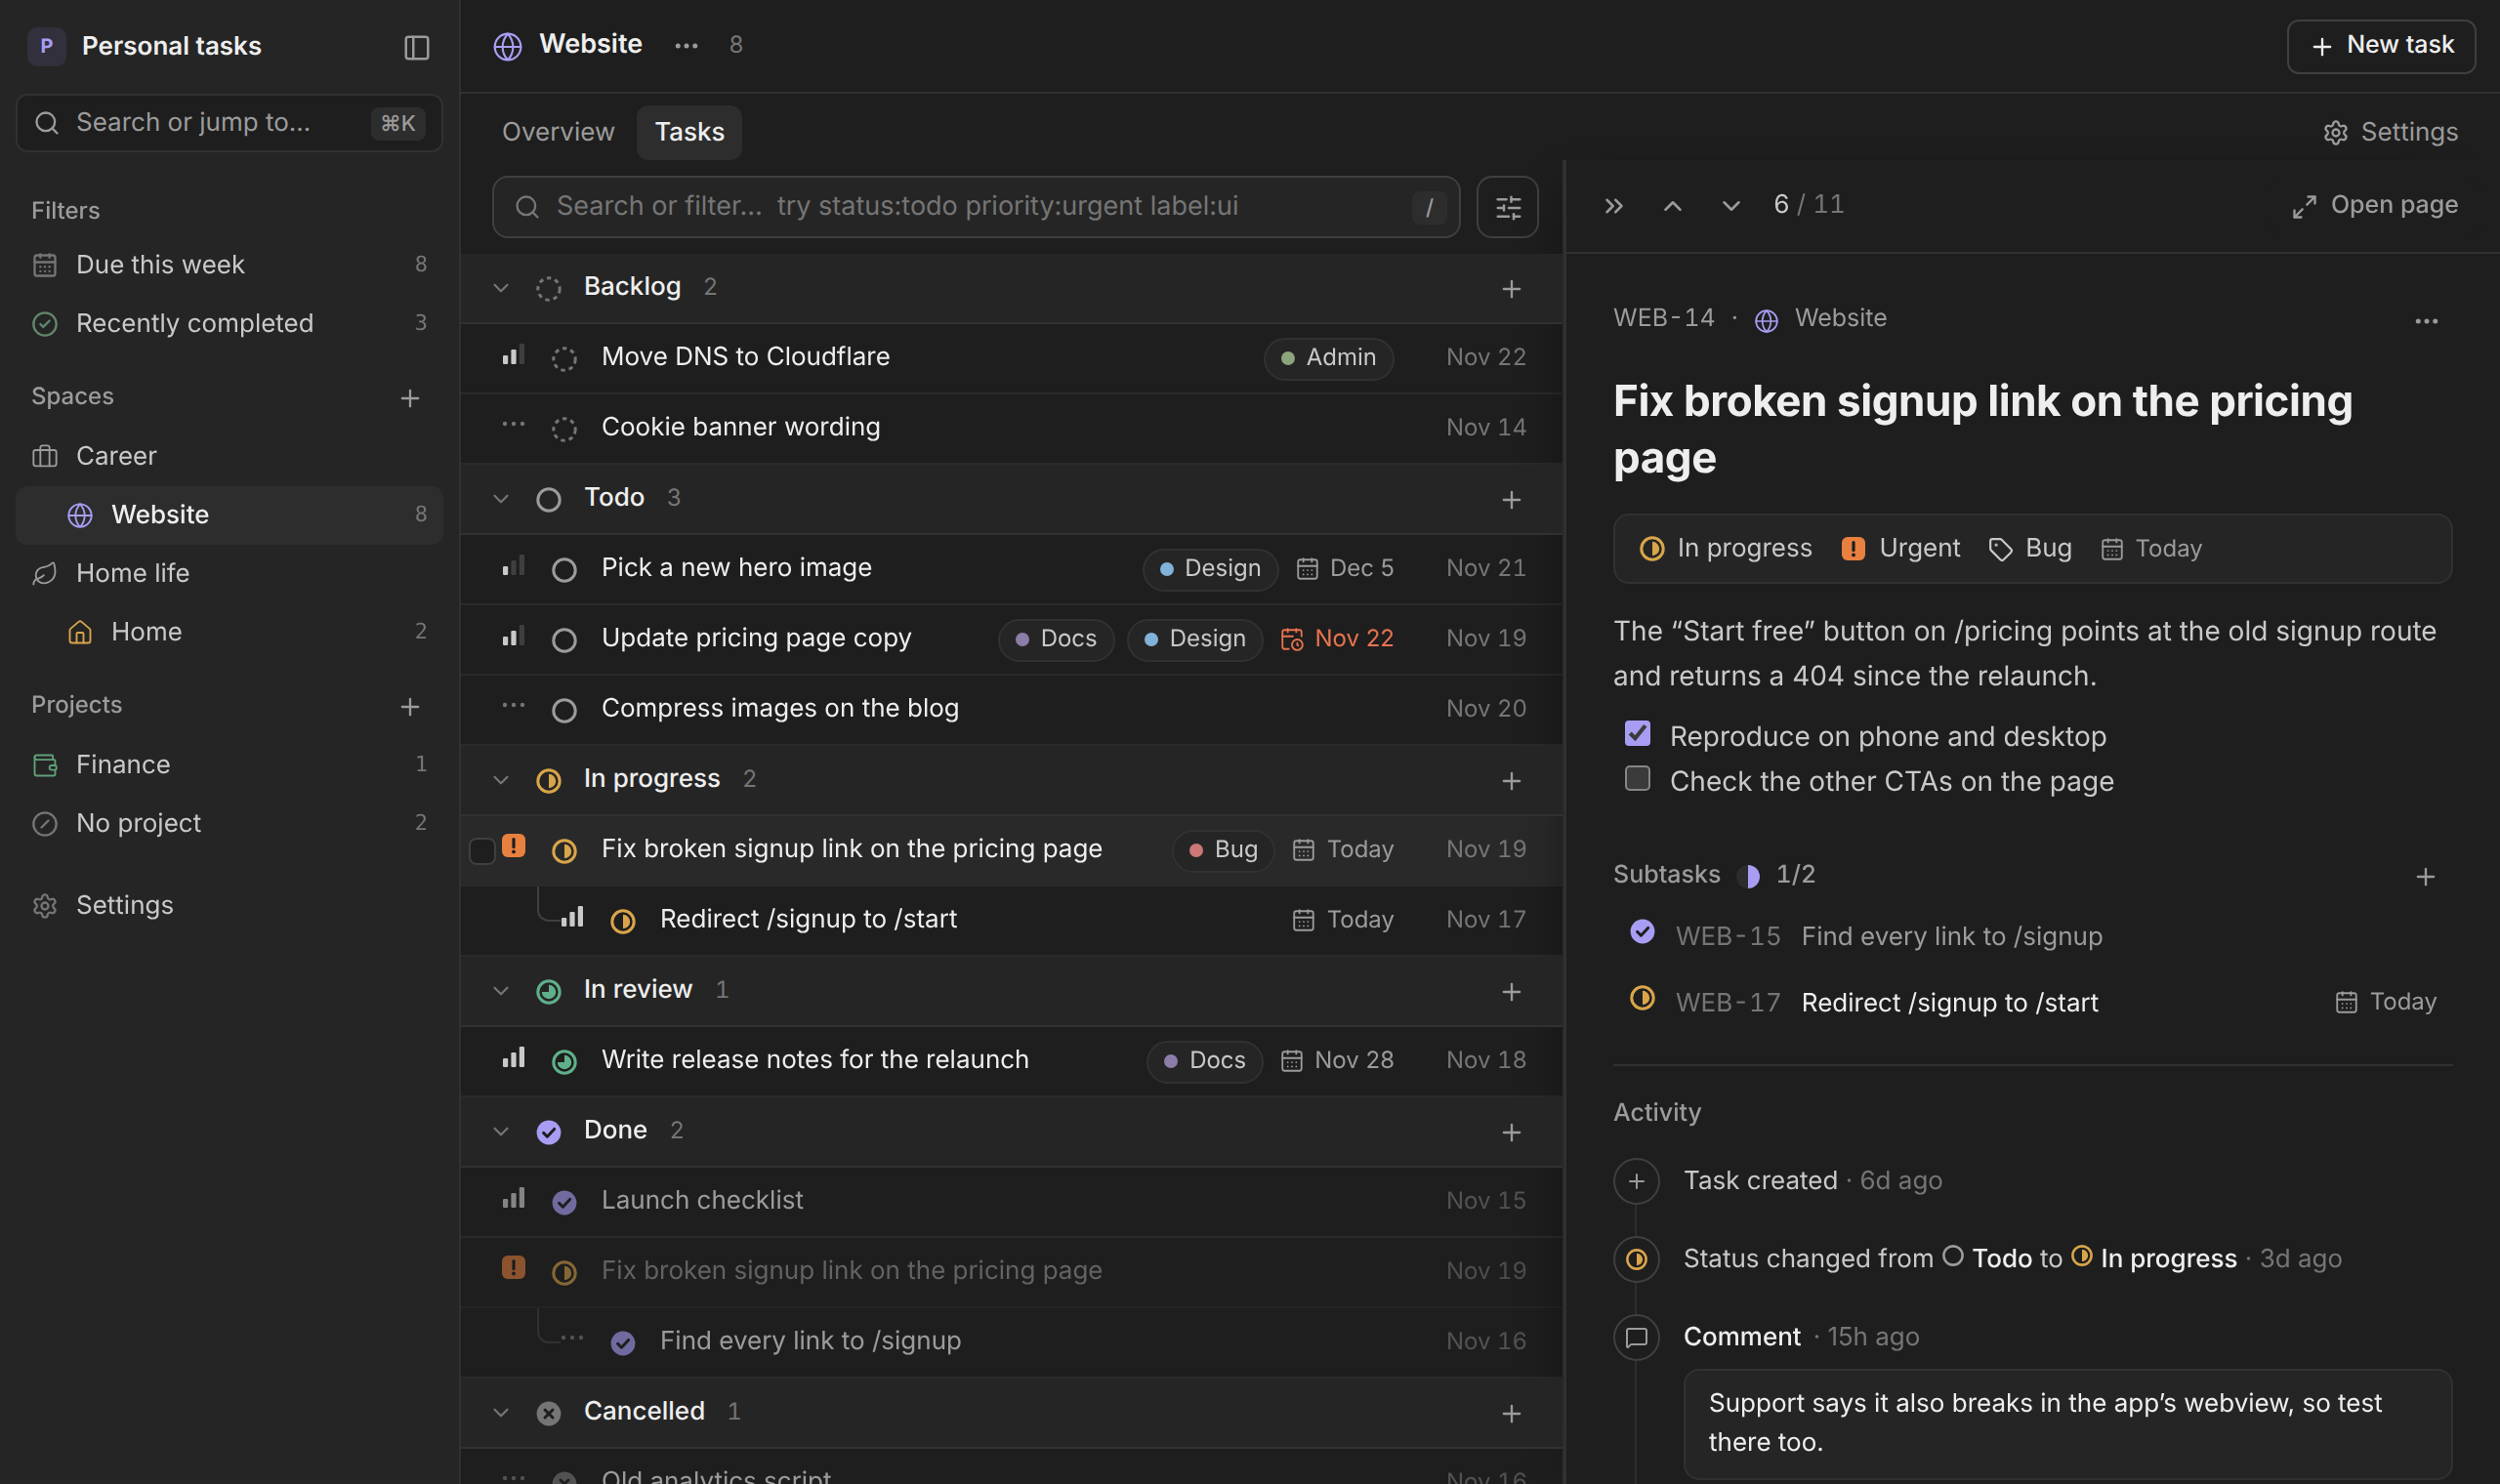 P Personal tasks
Search or jump to... ⌘K
Filters
Due this week 8
Recently completed 3
Spaces
Career
Website 8
Home life
Home 2
Projects
Finance 1
No project 2
Settings
Website 8
New task
Overview Tasks
Settings
Search or filter... try status:todo priority:urgent label:ui /
Backlog 2
Move DNS to Cloudflare Admin Nov 22
Cookie banner wording Nov 14
Todo 3
Pick a new hero image Design Dec 5 Nov 21
Update pricing page copy Docs Design Nov 22 Nov 19
Compress images on the blog Nov 20
In progress 2
Fix broken signup link on the pricing page Bug Today Nov 19
Redirect /signup to /start Today Nov 17
In review 1
Write release notes for the relaunch Docs Nov 28 Nov 18
Done 2
Launch checklist Nov 15
Fix broken signup link on the pricing page Nov 19
Find every link to /signup Nov 16
Cancelled 1
Old analytics script Nov 16
6 / 11 Open page
WEB-14 · Website
Fix broken signup link on the pricing
page
In progress Urgent Bug Today
The “Start free” button on /pricing points at the old signup route
and returns a 404 since the relaunch.
Reproduce on phone and desktop
Check the other CTAs on the page
Subtasks 1/2
WEB-15 Find every link to /signup
WEB-17 Redirect /signup to /start Today
Activity
Task created · 6d ago
Status changed from Todo to In progress · 3d ago
Comment · 15h ago
Support says it also breaks in the app’s webview, so test
there too.